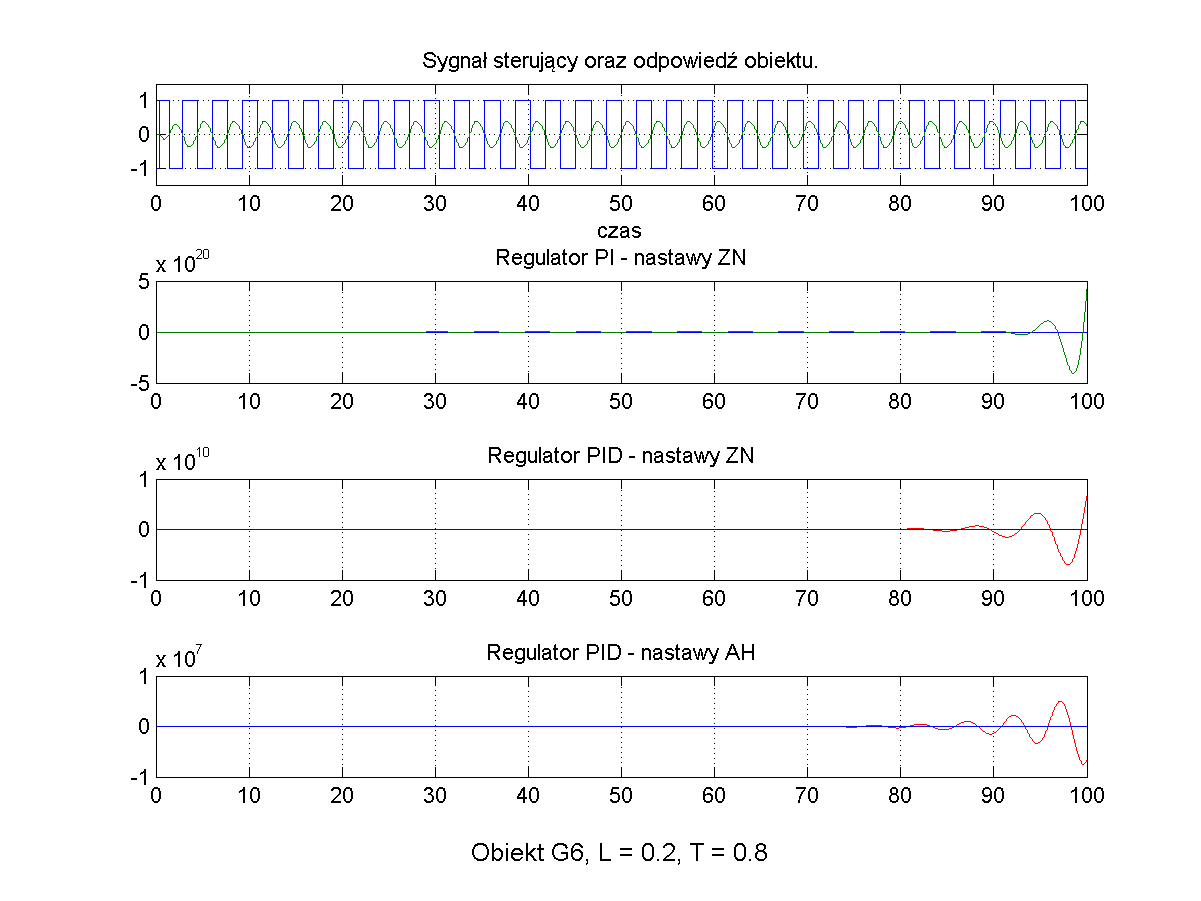 Sygnał sterujący oraz odpowiedź obiektu.
1
0
-1
0 10 20 30 40 50 60 70 80 90 100
czas
Regulator PI - nastawy ZN
x 10^20
5
0
-5
0 10 20 30 40 50 60 70 80 90 100
Regulator PID - nastawy ZN
x 10^10
1
0
-1
0 10 20 30 40 50 60 70 80 90 100
Regulator PID - nastawy AH
x 10^7
1
0
-1
0 10 20 30 40 50 60 70 80 90 100
Obiekt G6, L = 0.2, T = 0.8